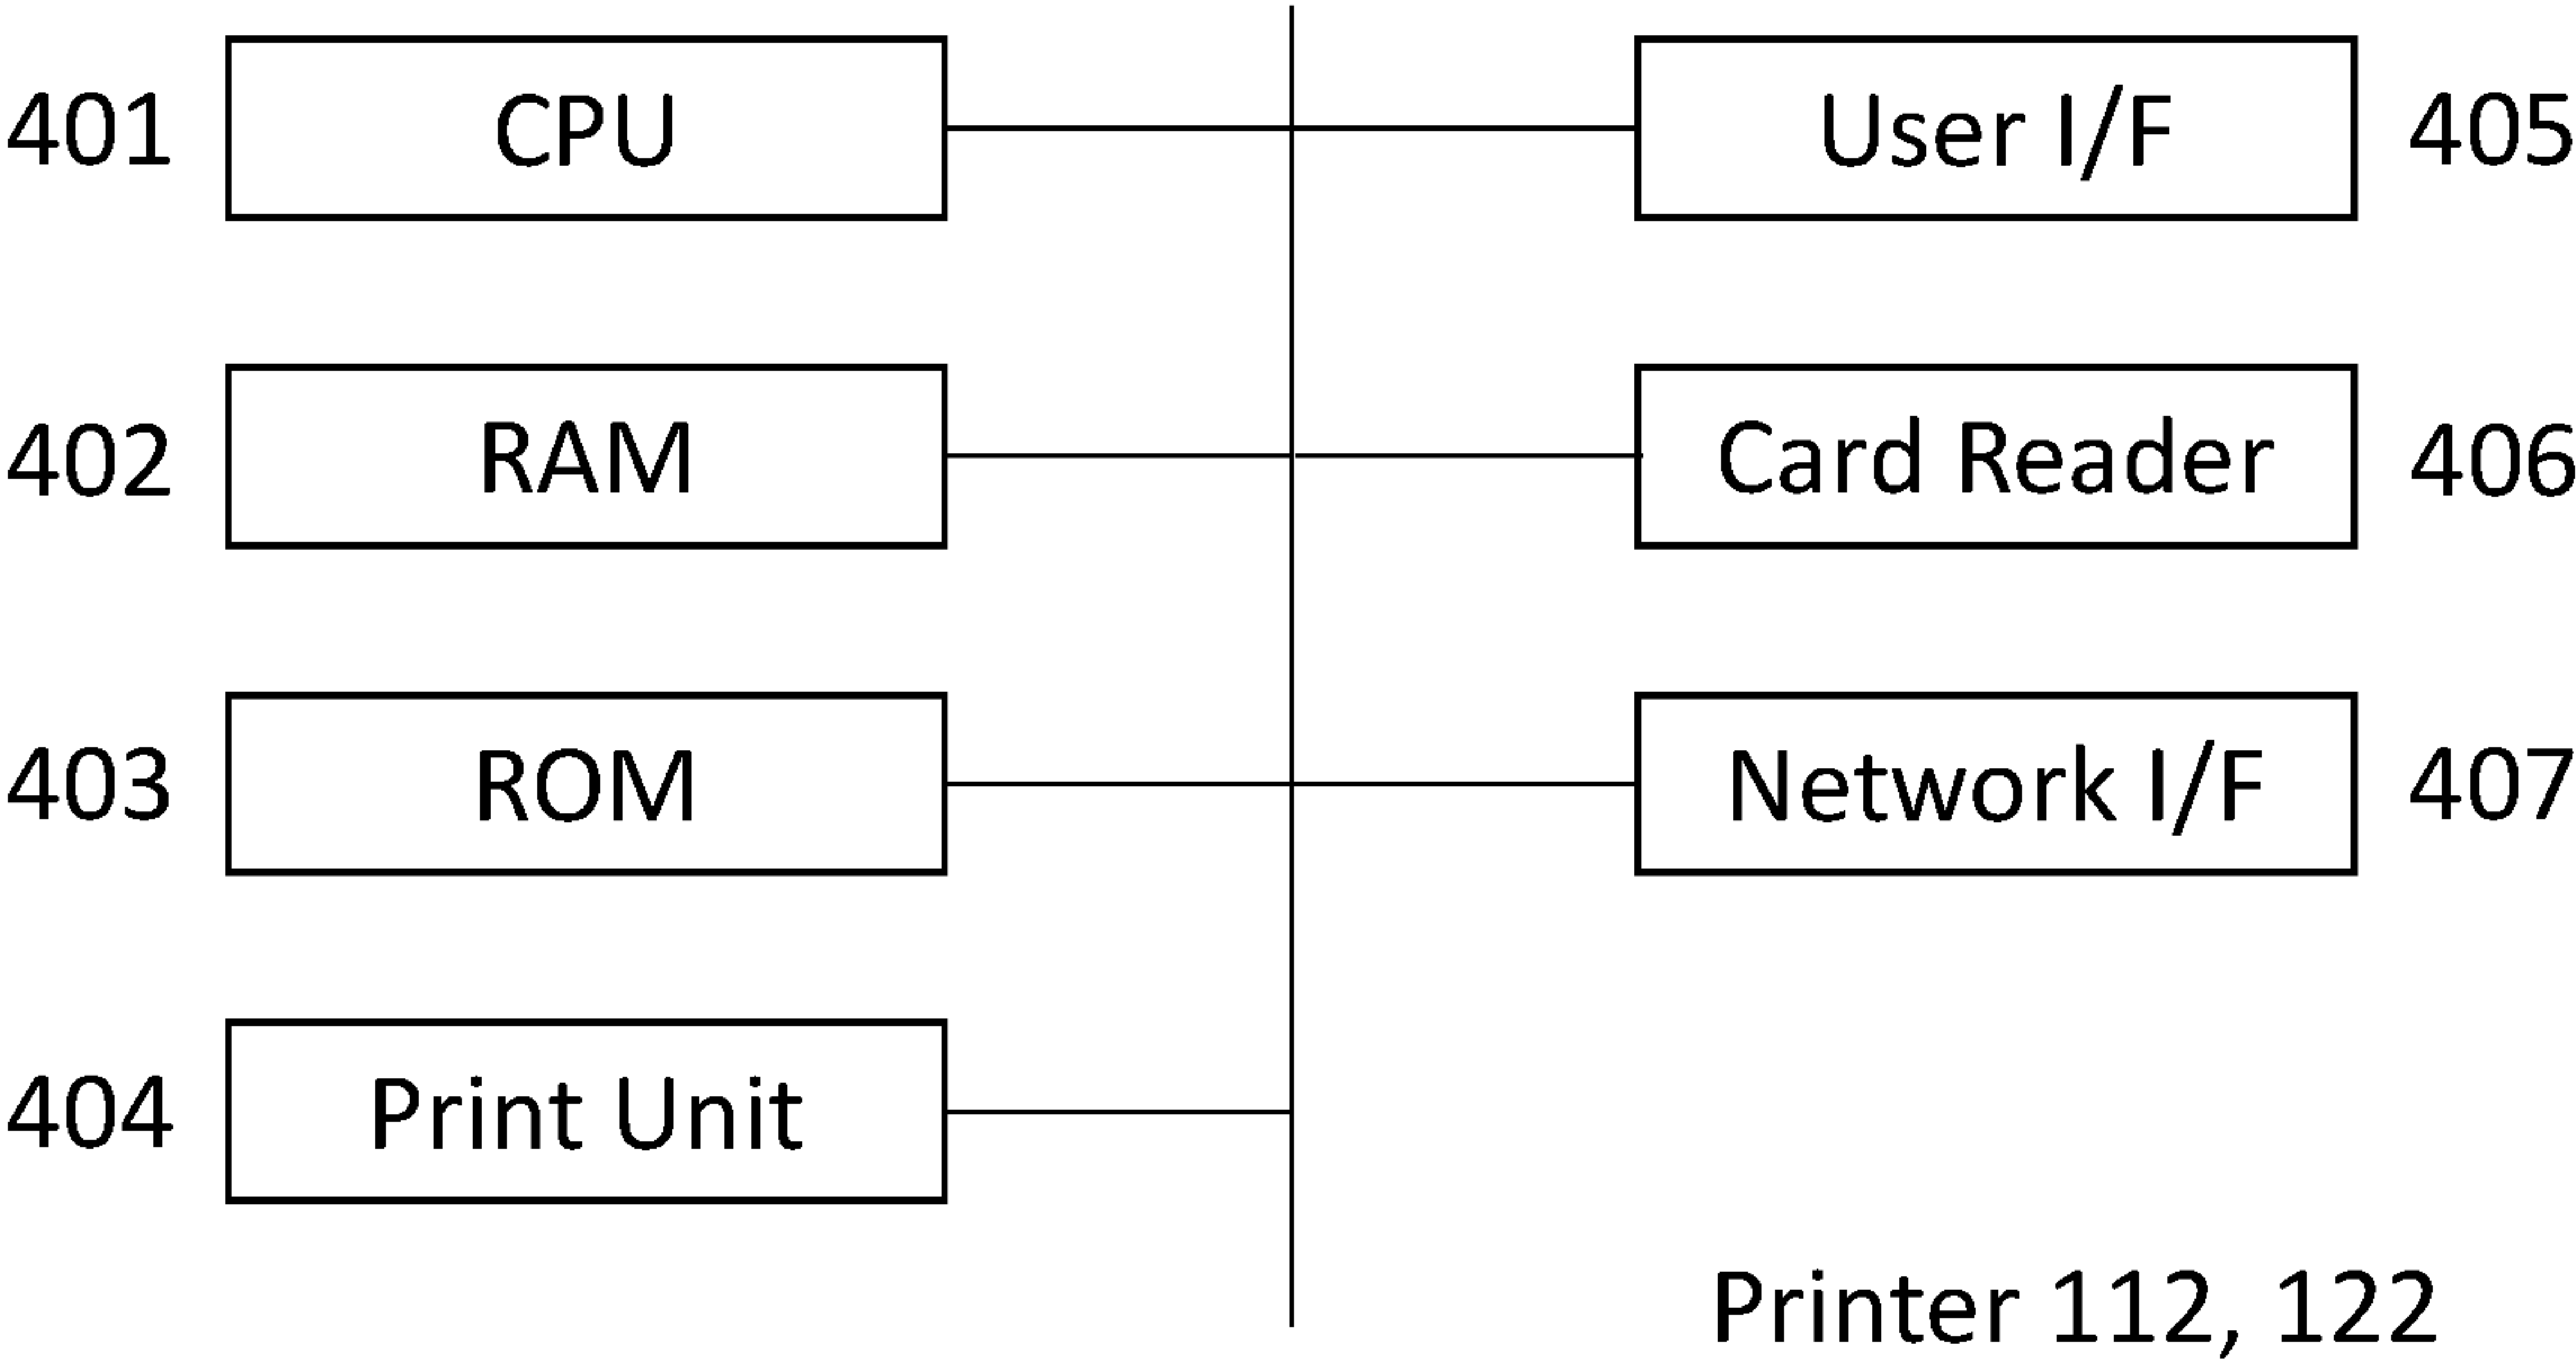 401 CPU User I/F 405
402 RAM Card Reader 406
403 ROM Network I/F 407
404 Print Unit
Printer 112, 122